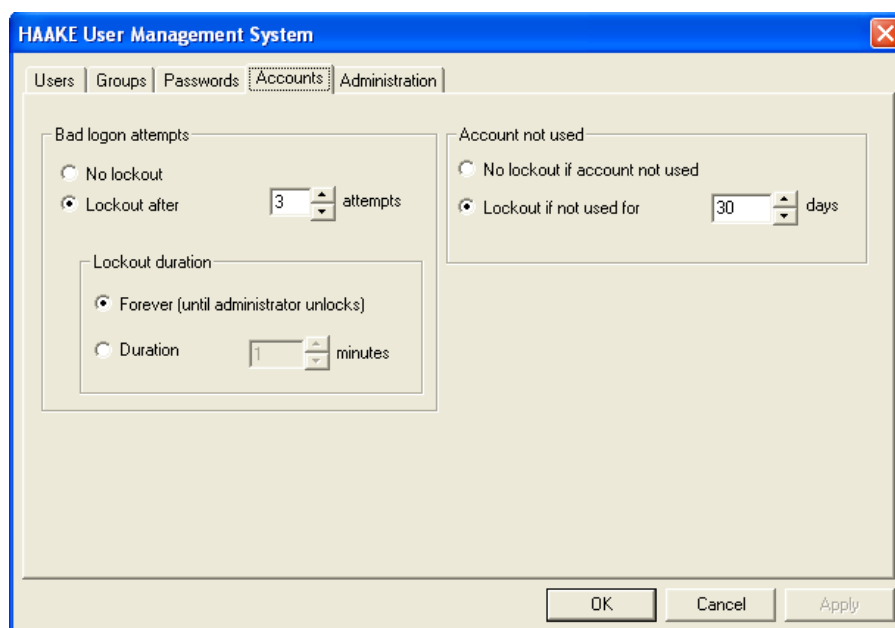 HAAKE User Management System
Users Groups Passwords Accounts Administration
Bad logon attempts
No lockout
Lockout after 3 attempts
Lockout duration
Forever (until administrator unlocks)
Duration 1 minutes
Account not used
No lockout if account not used
Lockout if not used for 30 days
OK Cancel Apply